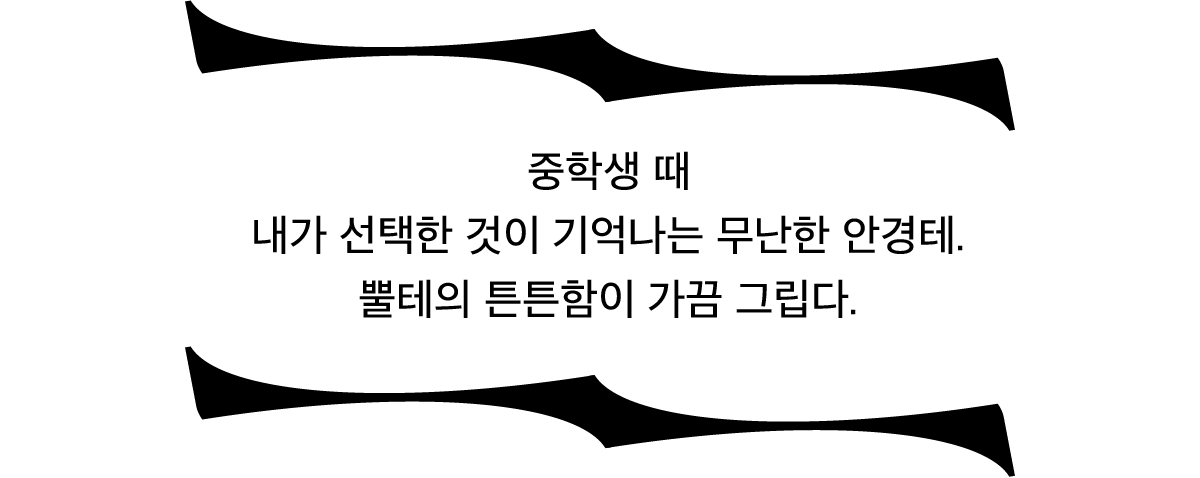 중학생 때
내가 선택한 것이 기억나는 무난한 안경테.
뿔테의 튼튼함이 가끔 그립다.